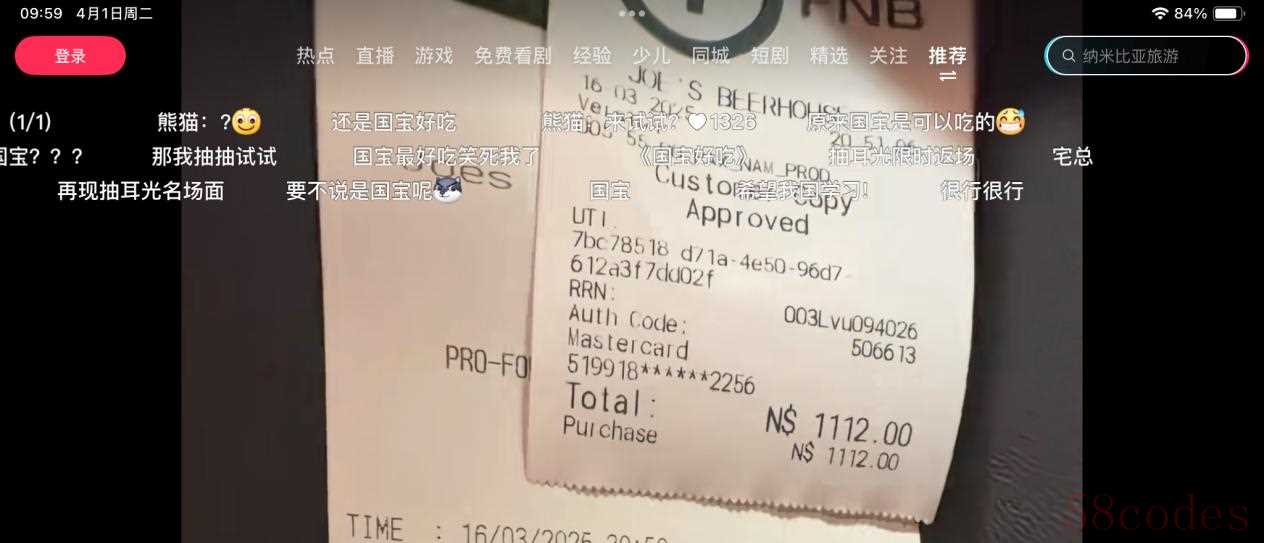 09:59 4月1日周二
84%
登录
热点 直播 游戏 免费看剧 经验 少儿 同城 短剧 精选 关注 推荐
纳米比亚旅游
FNB
JOE'S BEERHOUSE
16 03 2025
(1/1) 熊猫：? 还是国宝好吃 熊猫：来试试? 1326 原来国宝是可以吃的
国宝？？？ 那我抽抽试试 国宝最好吃笑死我了 《国宝好吃》 抽耳光限时返场 宅总
再现抽耳光名场面 要不说是国宝呢 国宝 希望我国学习! 很行很行
NAM_PROD
Customer Copy
Approved
UTI
7bc78518 d71a-4e50-96d7-
612a3f7dd02f
RRN:
003Lvu094026
Auth Code:
506613
Mastercard
519918******2256
Total: N$ 1112.00
Purchase N$ 1112.00
PRO-FO
TIME : 16/03/2025
58codes